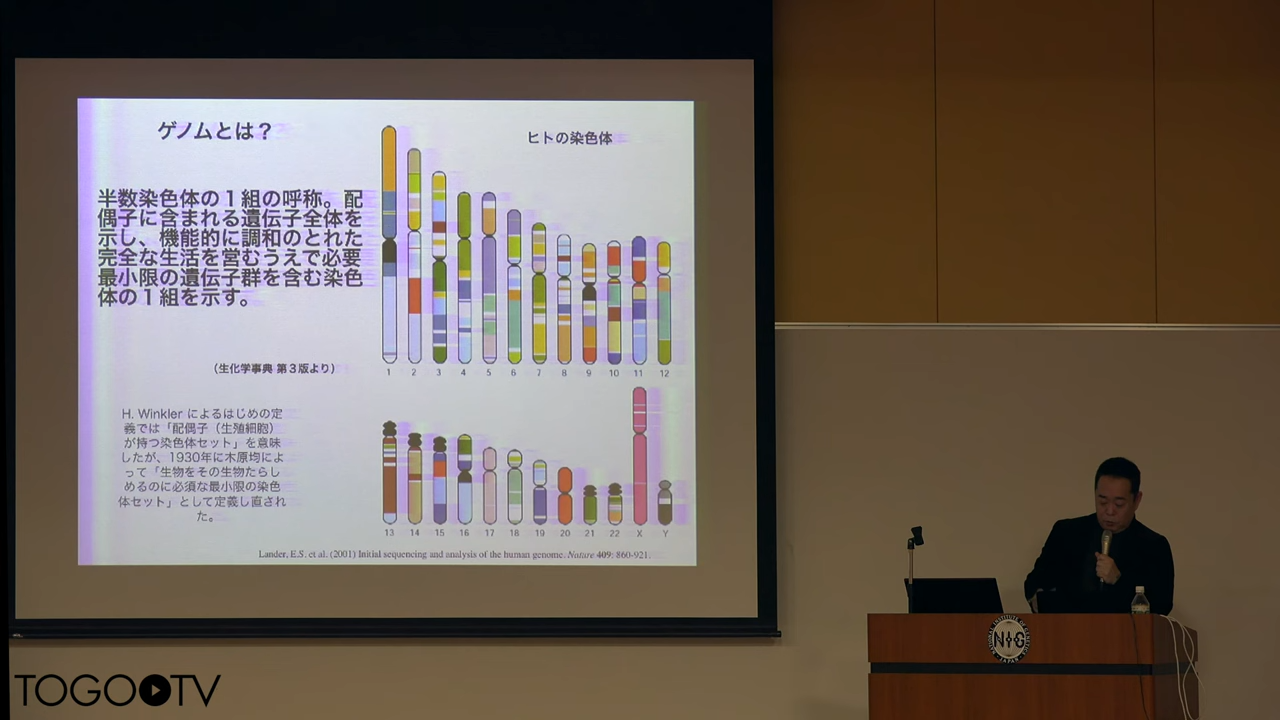 ゲノムとは？
ヒトの染色体
半数染色体の１組の呼称。配
偶子に含まれる遺伝子全体を
示し、機能的に調和のとれた
完全な生活を営むうえで必要
最小限の遺伝子群を含む染色
体の１組を示す。
（生化学事典 第３版より）
H. Winkler によるはじめの定
義では「配偶子（生殖細胞）
が持つ染色体セット」を意味
したが、1930年に木原均によ
って「生物をその生物たらし
めるのに必須な最小限の染色
体セット」として定義し直され
た。
1 2 3 4 5 6 7 8 9 10 11 12
13 14 15 16 17 18 19 20 21 22 X Y
Lander, E.S. et al. (2001) Initial sequencing and analysis of the human genome. Nature 409: 860-921.
NATIONAL INSTITUTE OF GENETICS
NIG
JAPAN
TOGO TV